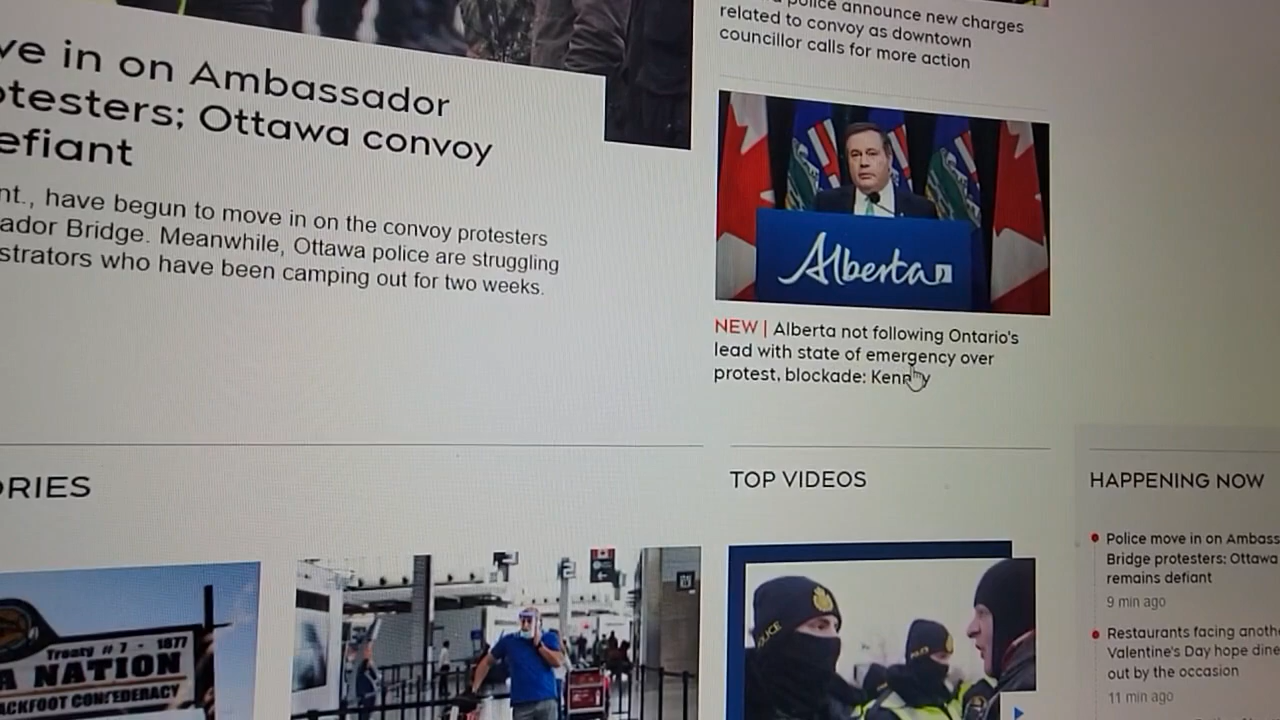 ve in on Ambassador
otesters; Ottawa convoy
efiant
nt., have begun to move in on the convoy protesters
ador Bridge. Meanwhile, Ottawa police are struggling
strators who have been camping out for two weeks.
police announce new charges
related to convoy as downtown
councillor calls for more action
Alberta
NEW | Alberta not following Ontario's
lead with state of emergency over
protest, blockade: Kenney
ORIES
TOP VIDEOS
HAPPENING NOW
Treaty # 7 - 1877
A NATION
ACKFOOT CONFEDERACY
POLICE
Police move in on Ambass
Bridge protesters; Ottawa
remains defiant
9 min ago
Restaurants facing anothe
Valentine's Day hope dine
out by the occasion
11 min ago